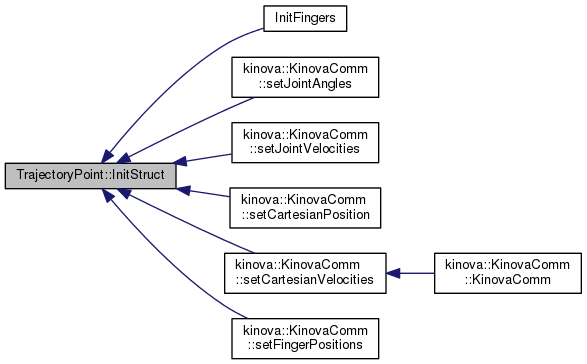 InitFingers
kinova::KinovaComm
::setJointAngles
kinova::KinovaComm
::setJointVelocities
TrajectoryPoint::InitStruct
kinova::KinovaComm
::setCartesianPosition
kinova::KinovaComm
::setCartesianVelocities
kinova::KinovaComm
::KinovaComm
kinova::KinovaComm
::setFingerPositions